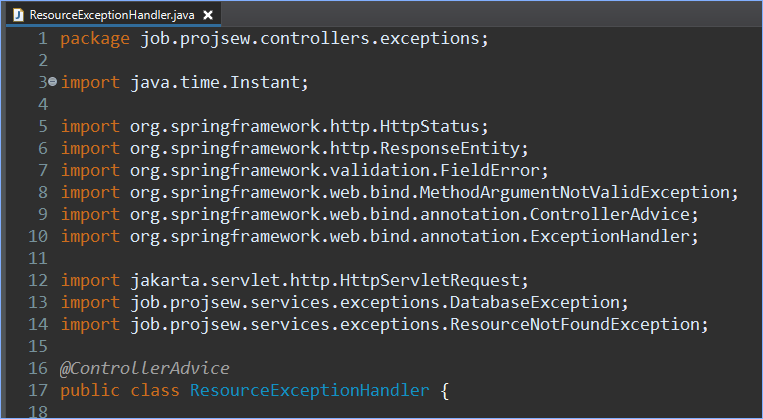 ResourceExceptionHandler.java
1 package job.projsew.controllers.exceptions;
2
3 import java.time.Instant;
4
5 import org.springframework.http.HttpStatus;
6 import org.springframework.http.ResponseEntity;
7 import org.springframework.validation.FieldError;
8 import org.springframework.web.bind.MethodArgumentNotValidException;
9 import org.springframework.web.bind.annotation.ControllerAdvice;
10 import org.springframework.web.bind.annotation.ExceptionHandler;
11
12 import jakarta.servlet.http.HttpServletRequest;
13 import job.projsew.services.exceptions.DatabaseException;
14 import job.projsew.services.exceptions.ResourceNotFoundException;
15
16 @ControllerAdvice
17 public class ResourceExceptionHandler {
18